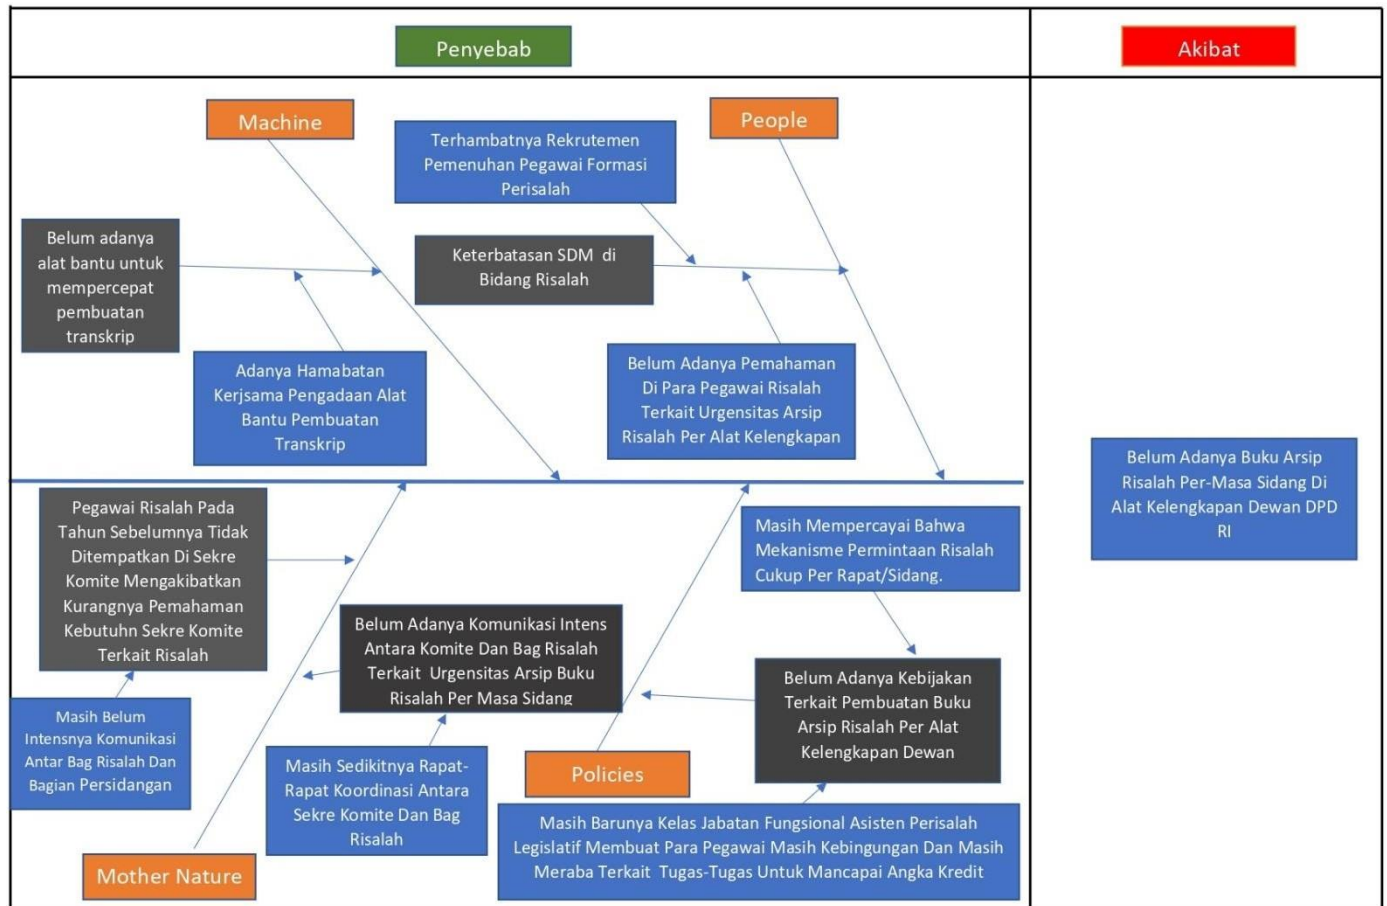 Penyebab
Akibat
Machine
People
Terhambatnya Rekrutemen
Pemenuhan Pegawai Formasi
Perisalah
Belum adanya
alat bantu untuk
mempercepat
pembuatan
transkrip
Keterbatasan SDM di
Bidang Risalah
Adanya Hamabatan
Kerjsama Pengadaan Alat
Bantu Pembuatan
Transkrip
Belum Adanya Pemahaman
Di Para Pegawai Risalah
Terkait Urgensitas Arsip
Risalah Per Alat Kelengkapan
Belum Adanya Buku Arsip
Risalah Per-Masa Sidang Di
Alat Kelengkapan Dewan DPD
RI
Pegawai Risalah Pada
Tahun Sebelumnya Tidak
Ditempatkan Di Sekre
Komite Mengakibatkan
Kurangnya Pemahaman
Kebutuhn Sekre Komite
Terkait Risalah
Masih Mempercayai Bahwa
Mekanisme Permintaan Risalah
Cukup Per Rapat/Sidang.
Belum Adanya Komunikasi Intens
Antara Komite Dan Bag Risalah
Terkait Urgensitas Arsip Buku
Risalah Per Masa Sidang
Belum Adanya Kebijakan
Terkait Pembuatan Buku
Arsip Risalah Per Alat
Kelengkapan Dewan
Masih Belum
Intensnya Komunikasi
Antar Bag Risalah Dan
Bagian Persidangan
Masih Sedikitnya Rapat-
Rapat Koordinasi Antara
Sekre Komite Dan Bag
Risalah
Policies
Masih Barunya Kelas Jabatan Fungsional Asisten Perisalah
Legislatif Membuat Para Pegawai Masih Kebingungan Dan Masih
Meraba Terkait Tugas-Tugas Untuk Mancapai Angka Kredit
Mother Nature